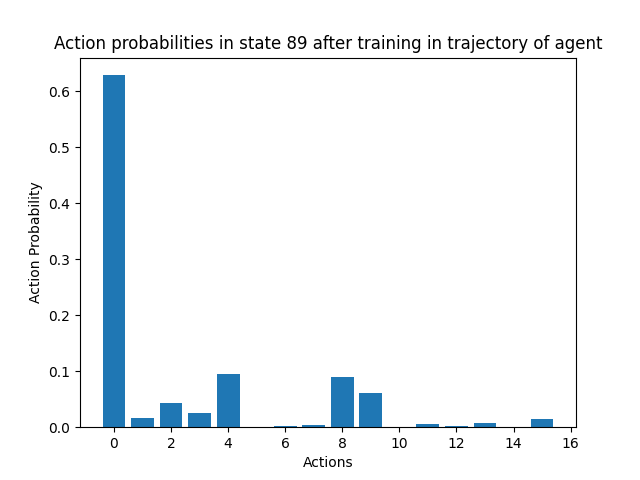 Action probabilities in state 89 after training in trajectory of agent
0.6
0.5
0.4
0.3
0.2
0.1
0.0
Action Probability
0 2 4 6 8 10 12 14 16
Actions